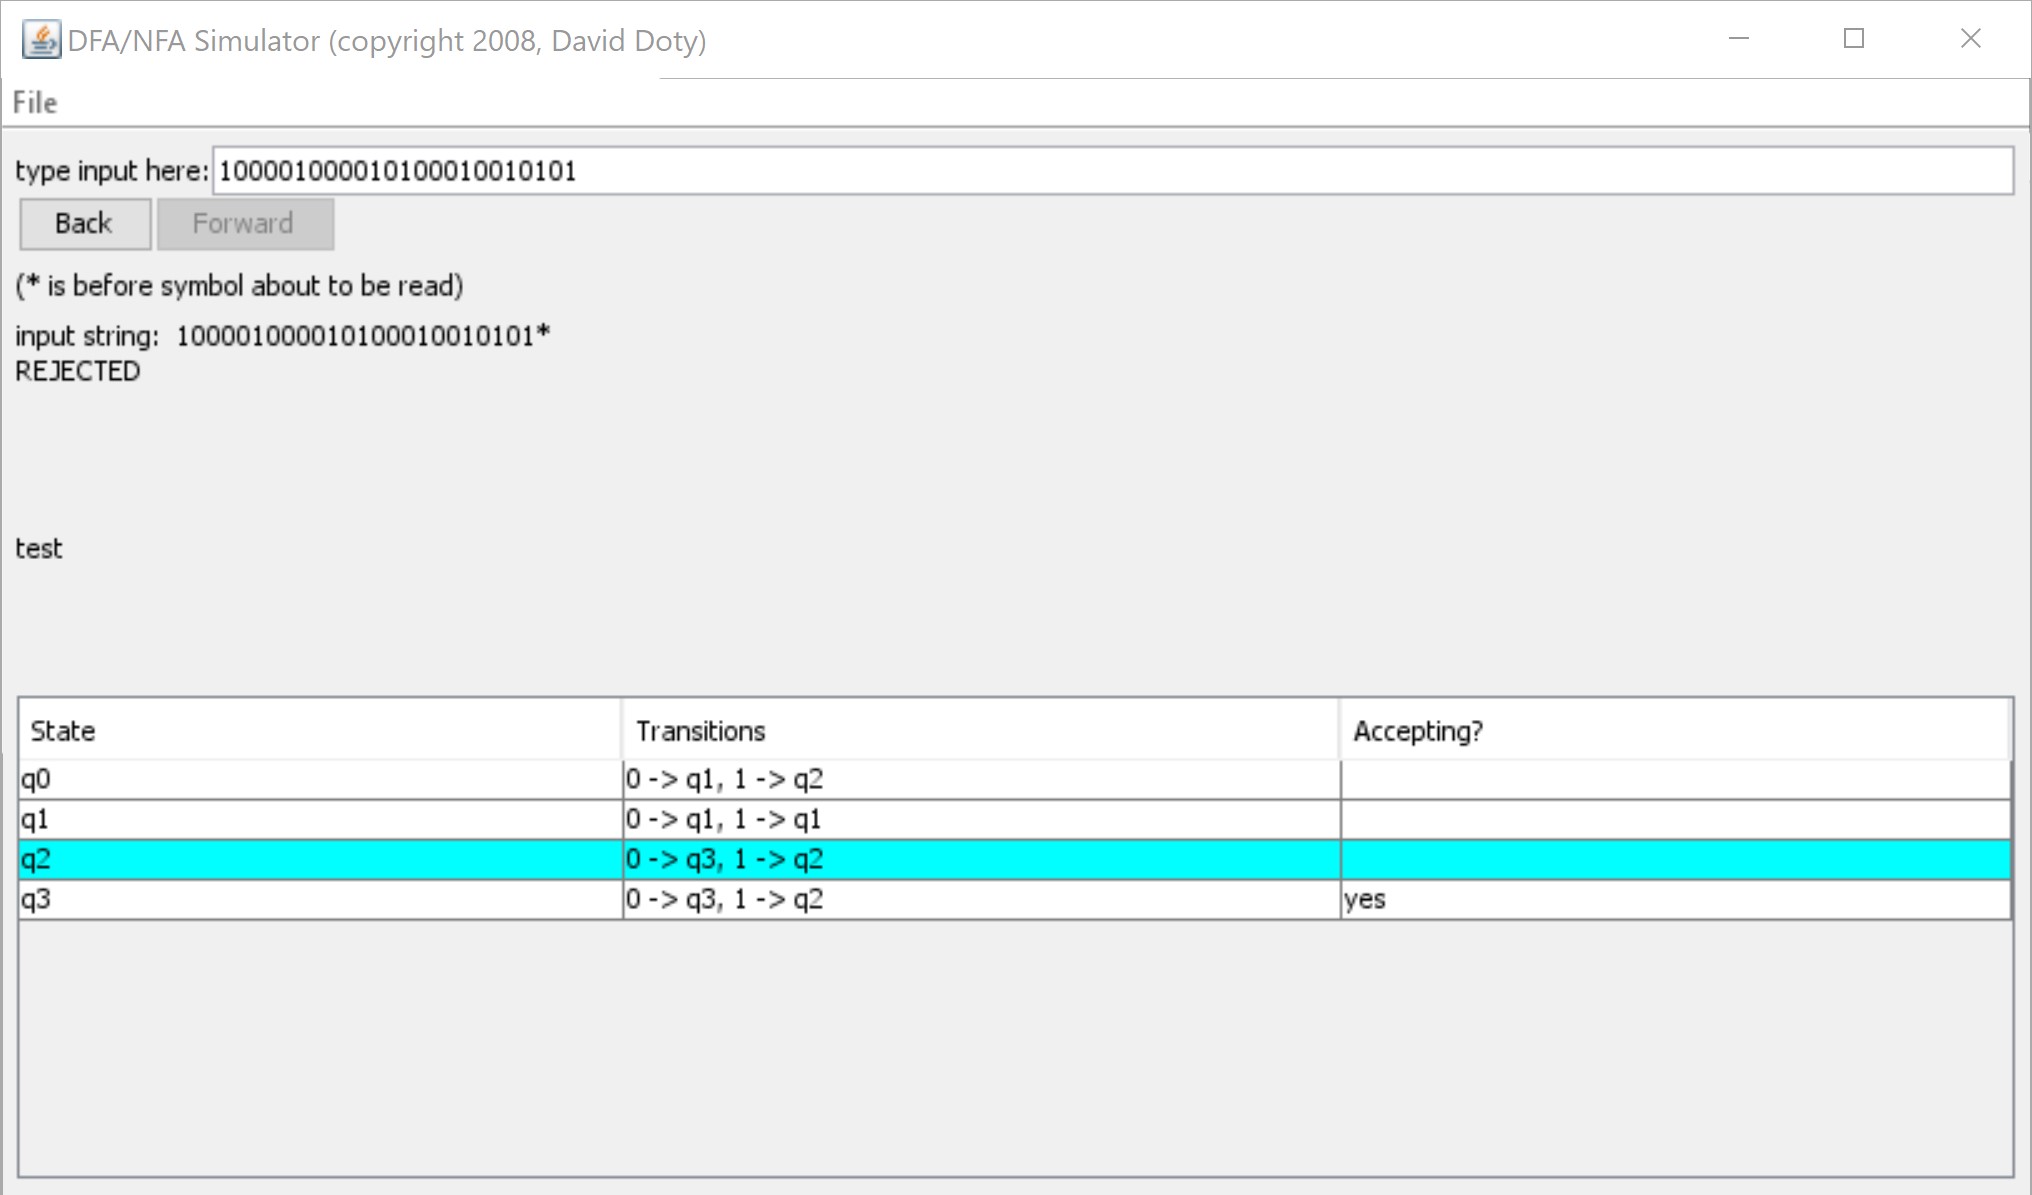 DFA/NFA Simulator (copyright 2008, David Doty)
File
type input here: 100001000010100010010101
Back Forward
(* is before symbol about to be read)
input string: 100001000010100010010101*
REJECTED
test
State Transitions Accepting?
q0 0 -> q1, 1 -> q2
q1 0 -> q1, 1 -> q1
q2 0 -> q3, 1 -> q2
q3 0 -> q3, 1 -> q2 yes